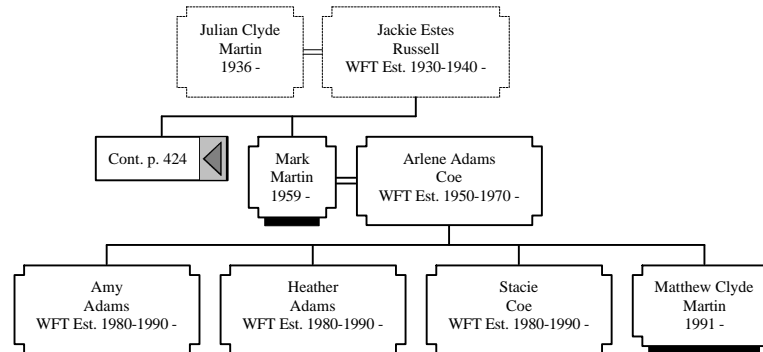 Julian Clyde
Martin
1936 -
Jackie Estes
Russell
WFT Est. 1930-1940 -
Cont. p. 424
Mark
Martin
1959 -
Arlene Adams
Coe
WFT Est. 1950-1970 -
Amy
Adams
WFT Est. 1980-1990 -
Heather
Adams
WFT Est. 1980-1990 -
Stacie
Coe
WFT Est. 1980-1990 -
Matthew Clyde
Martin
1991 -